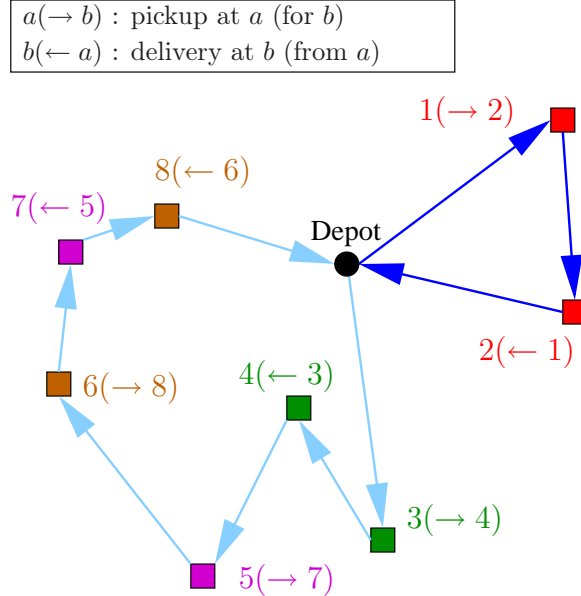 a(→ b) : pickup at a (for b)
b(← a) : delivery at b (from a)
1(→ 2)
8(← 6)
7(← 5)
Depot
2(← 1)
4(← 3)
6(→ 8)
3(→ 4)
5(→ 7)